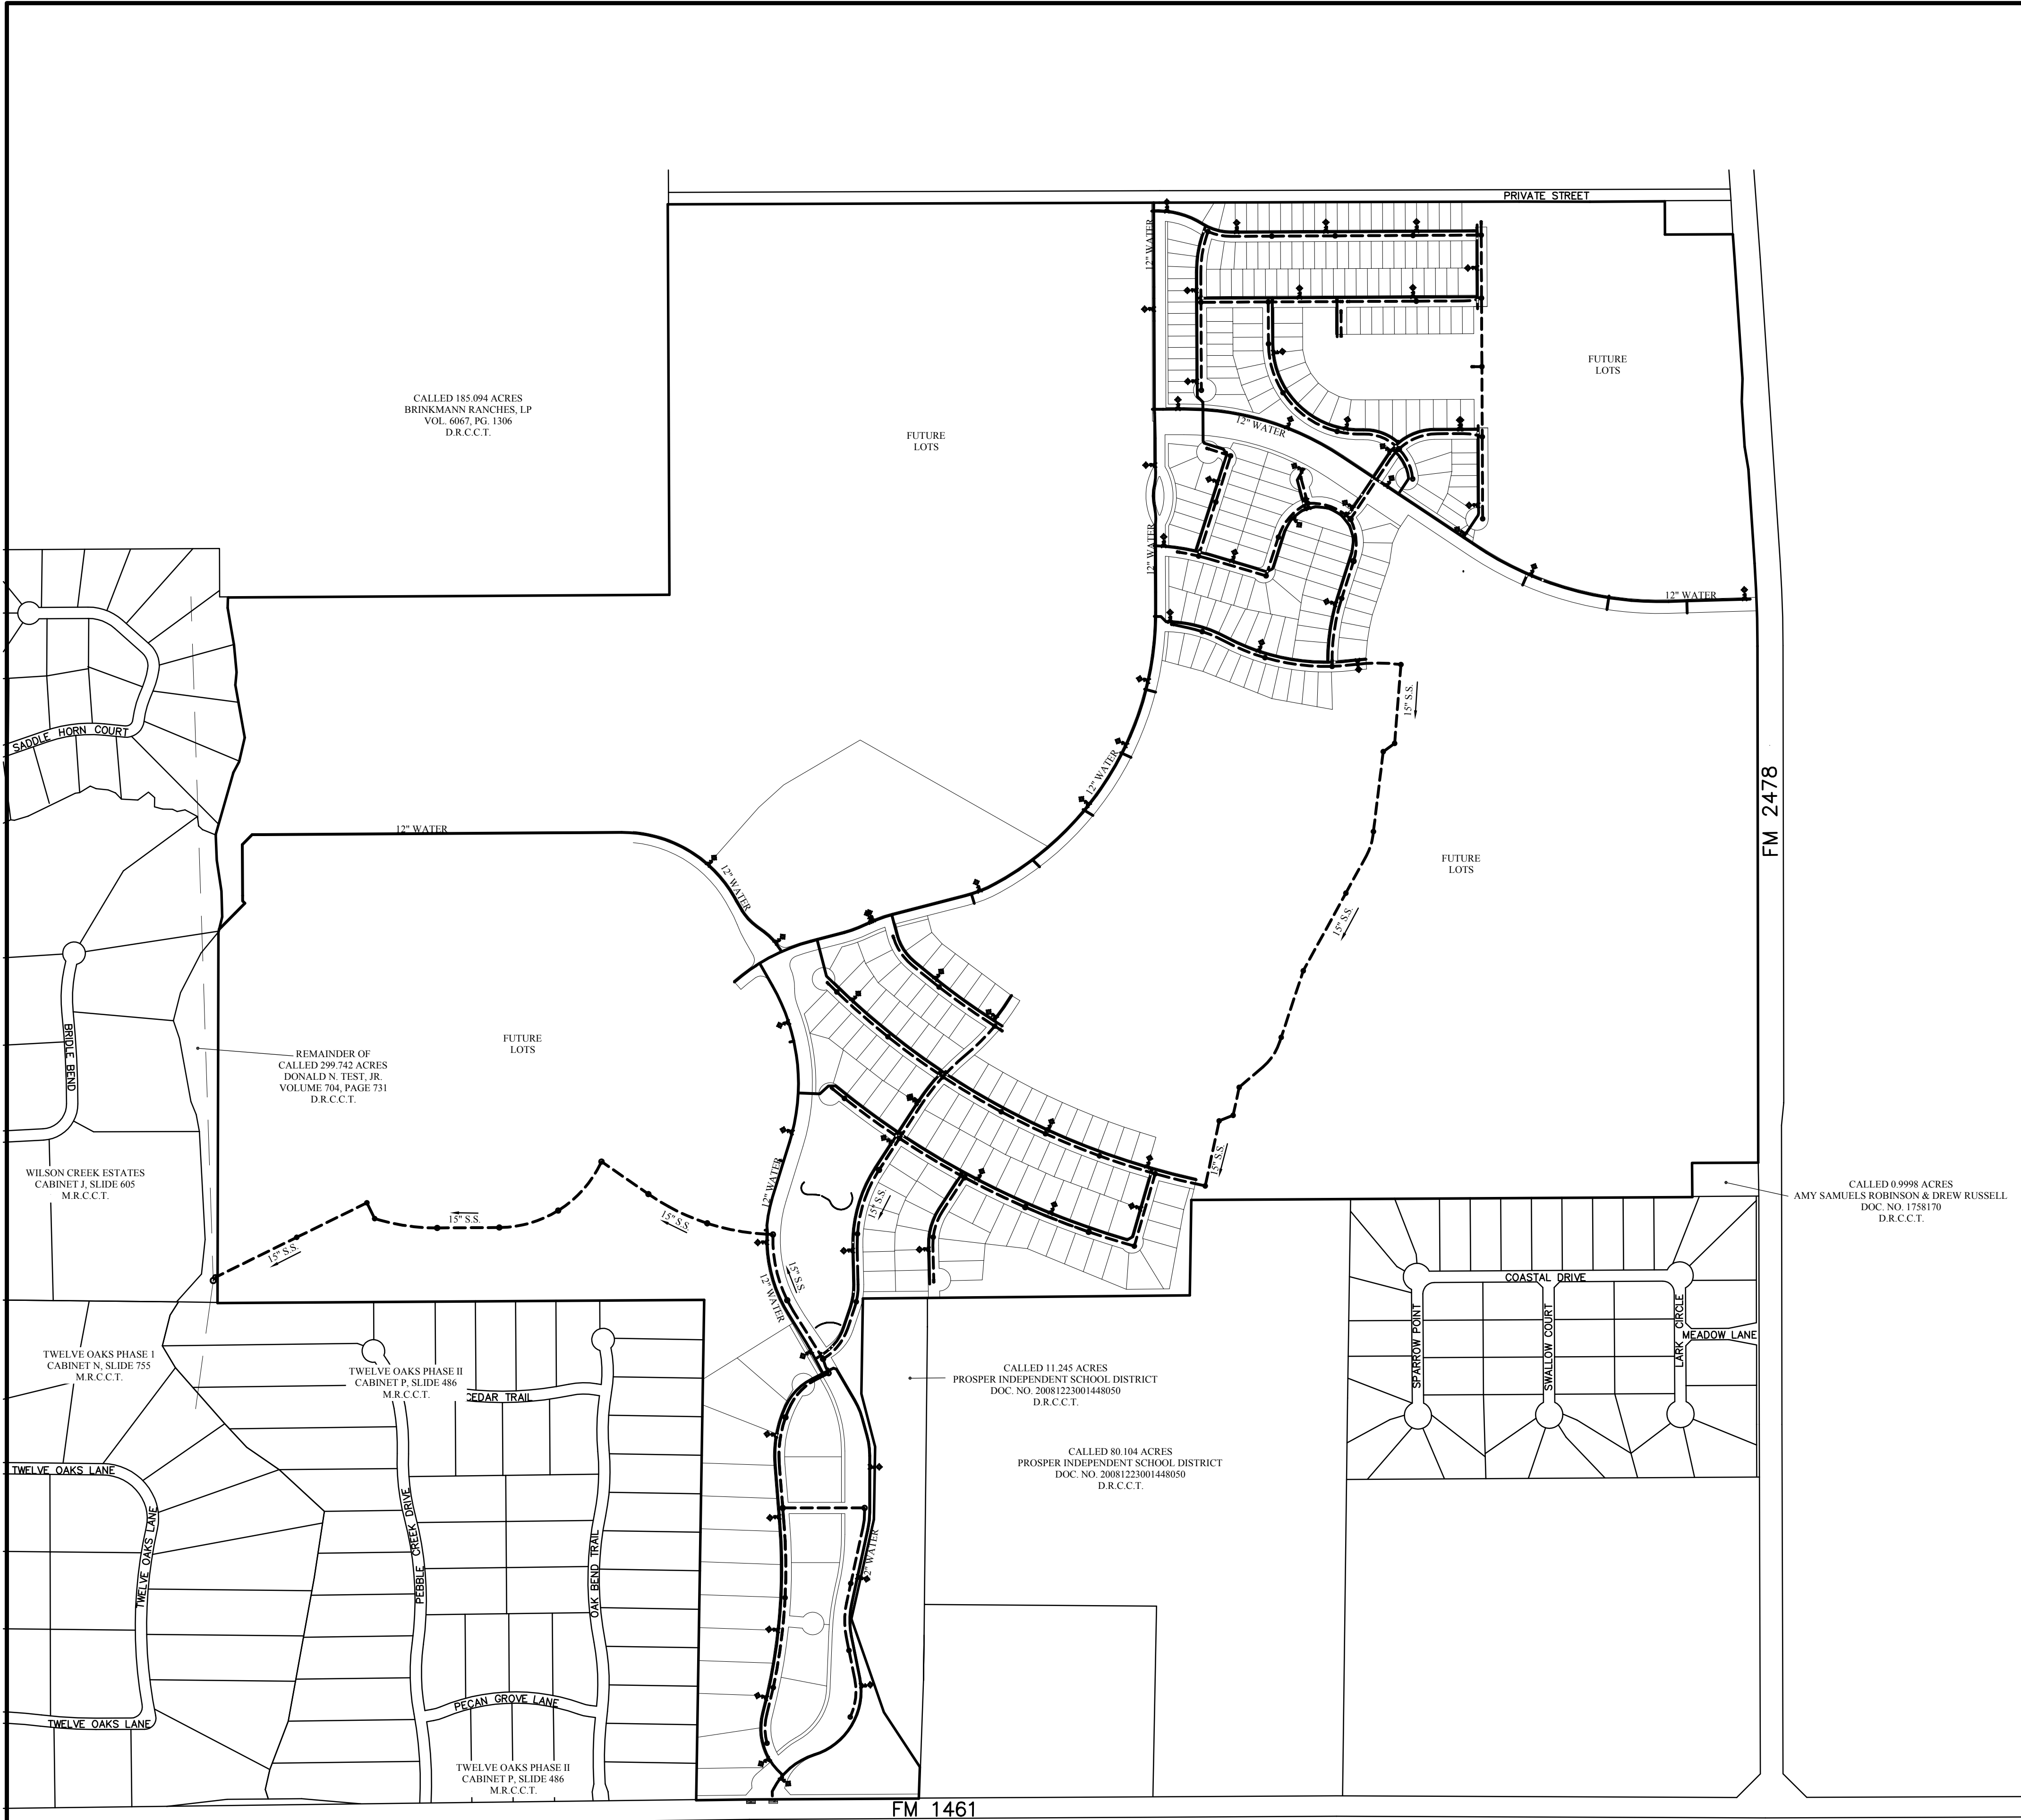 PRIVATE STREET
12" WATER
FUTURE
LOTS
CALLED 185.094 ACRES
BRINKMANN RANCHES, LP
VOL. 6067, PG. 1306
D.R.C.C.T.
FUTURE
LOTS
12" WATER
12" WATER
12" WATER
15" S.S.
SADDLE HORN COURT
12" WATER
FM 2478
12" WATER
12" WATER
FUTURE
LOTS
15" S.S.
FUTURE
LOTS
BRIDLE BEND
REMAINDER OF
CALLED 299.742 ACRES
DONALD N. TEST, JR.
VOLUME 704, PAGE 731
D.R.C.C.T.
15" S.S.
WILSON CREEK ESTATES
CABINET J, SLIDE 605
M.R.C.C.T.
12" WATER
15" S.S.
CALLED 0.9998 ACRES
AMY SAMUELS ROBINSON & DREW RUSSELL
DOC. NO. 1758170
D.R.C.C.T.
15" S.S.
15" S.S.
15" S.S.
15" S.S.
12" WATER
COASTAL DRIVE
SPARROW POINT
SWALLOW COURT
LARK CIRCLE
MEADOW LANE
TWELVE OAKS PHASE 1
CABINET N, SLIDE 755
M.R.C.C.T.
TWELVE OAKS PHASE II
CABINET P, SLIDE 486
M.R.C.C.T.
CEDAR TRAIL
CALLED 11.245 ACRES
PROSPER INDEPENDENT SCHOOL DISTRICT
DOC. NO. 20081223001448050
D.R.C.C.T.
CALLED 80.104 ACRES
PROSPER INDEPENDENT SCHOOL DISTRICT
DOC. NO. 20081223001448050
D.R.C.C.T.
TWELVE OAKS LANE
TWELVE OAKS LANE
PEBBLE CREEK DRIVE
OAK BEND TRAIL
12" WATER
PECAN GROVE LANE
TWELVE OAKS LANE
TWELVE OAKS PHASE II
CABINET P, SLIDE 486
M.R.C.C.T.
FM 1461